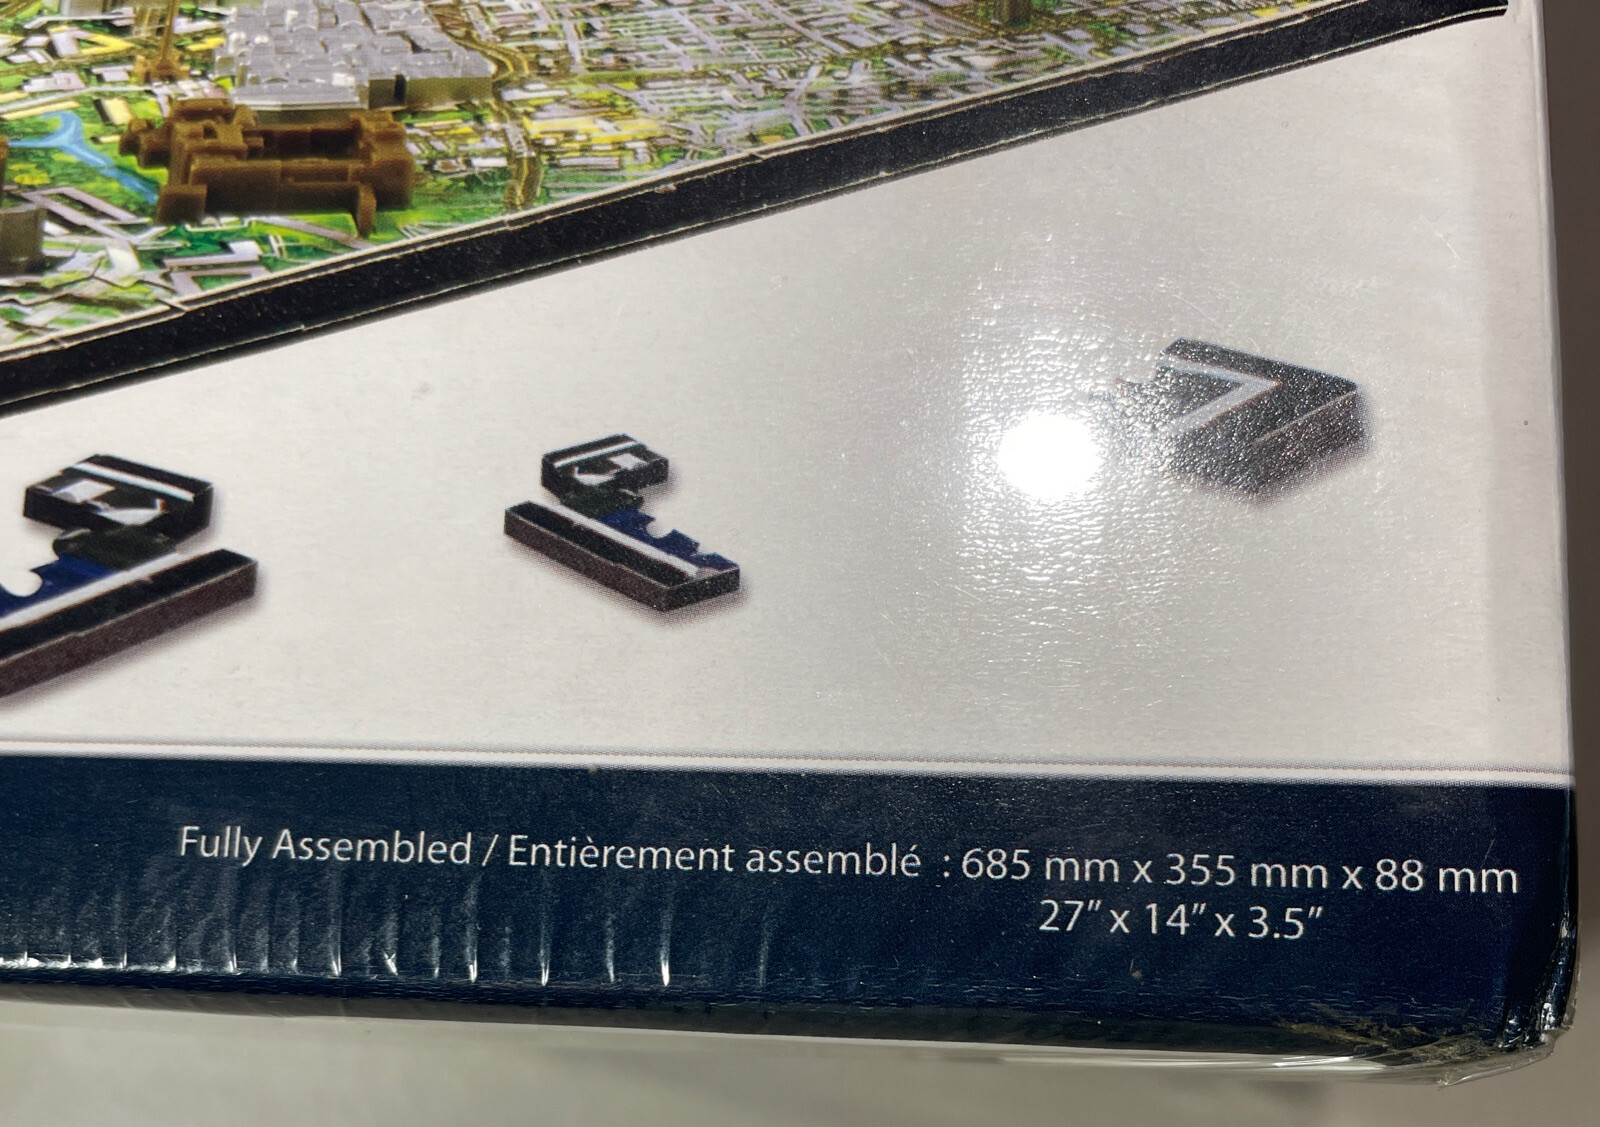 Fully Assembled / Entièrement assemblé : 685 mm x 355 mm x 88 mm
27" x 14" x 3.5"